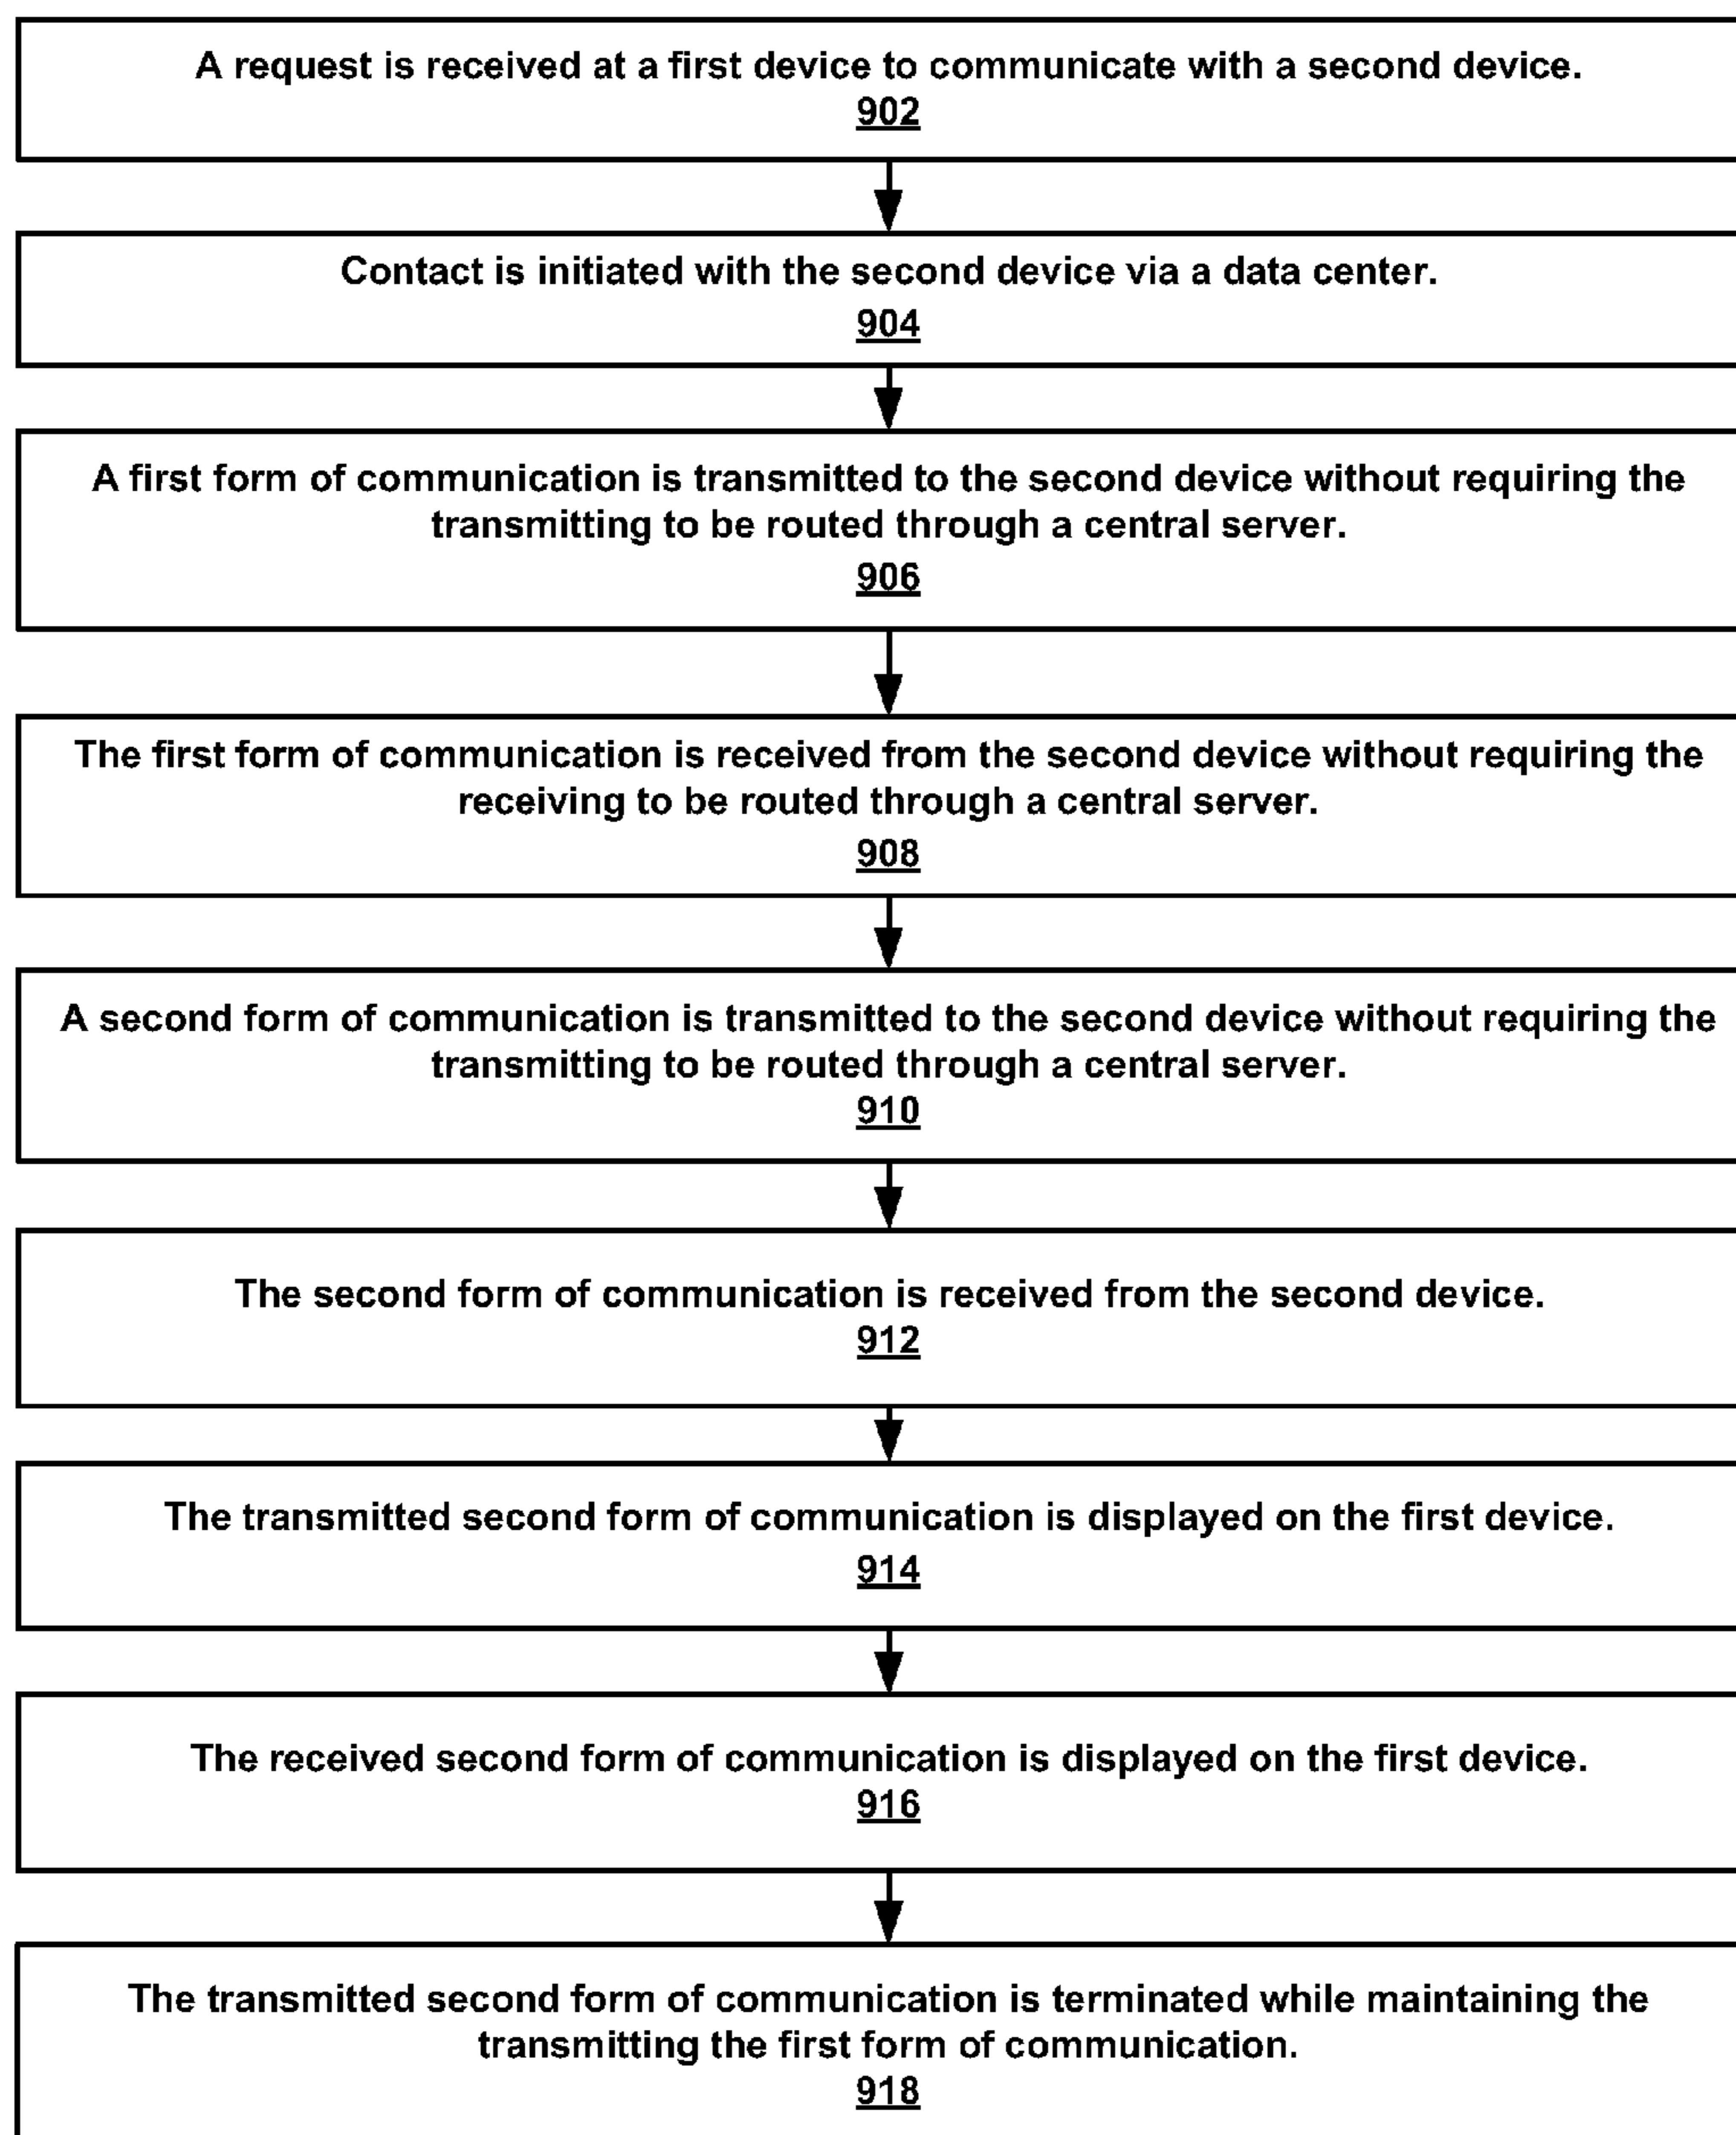 A request is received at a first device to communicate with a second device.
902
Contact is initiated with the second device via a data center.
904
A first form of communication is transmitted to the second device without requiring the
transmitting to be routed through a central server.
906
The first form of communication is received from the second device without requiring the
receiving to be routed through a central server.
908
A second form of communication is transmitted to the second device without requiring the
transmitting to be routed through a central server.
910
The second form of communication is received from the second device.
912
The transmitted second form of communication is displayed on the first device.
914
The received second form of communication is displayed on the first device.
916
The transmitted second form of communication is terminated while maintaining the
transmitting the first form of communication.
918